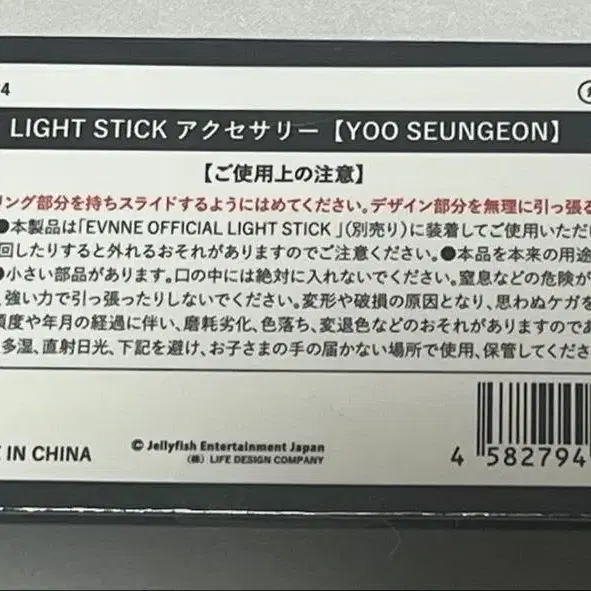 4
LIGHT STICK アクセサリー【YOO SEUNGEON】
【ご使用上の注意】
リング部分を持ちスライドするようにはめてください。デザイン部分を無理に引っ張る
●本製品は「EVNNE OFFICIAL LIGHT STICK 」(別売り)に装着してご使用いただい
回したりすると外れるおそれがありますのでご注意ください。●本品を本来の用途
●小さい部品があります。口の中には絶対に入れないでください。窒息などの危険が
、強い力で引っ張ったりしないでください。変形や破損の原因となり、思わぬケガを
頻度や年月の経過に伴い、磨耗劣化、色落ち、変退色などのおそれがありますのであ
多湿、直射日光、下記を避け、お子さまの手の届かない場所で使用、保管してくださ
E IN CHINA
© Jellyfish Entertainment Japan
(株) LIFE DESIGN COMPANY
4 582794